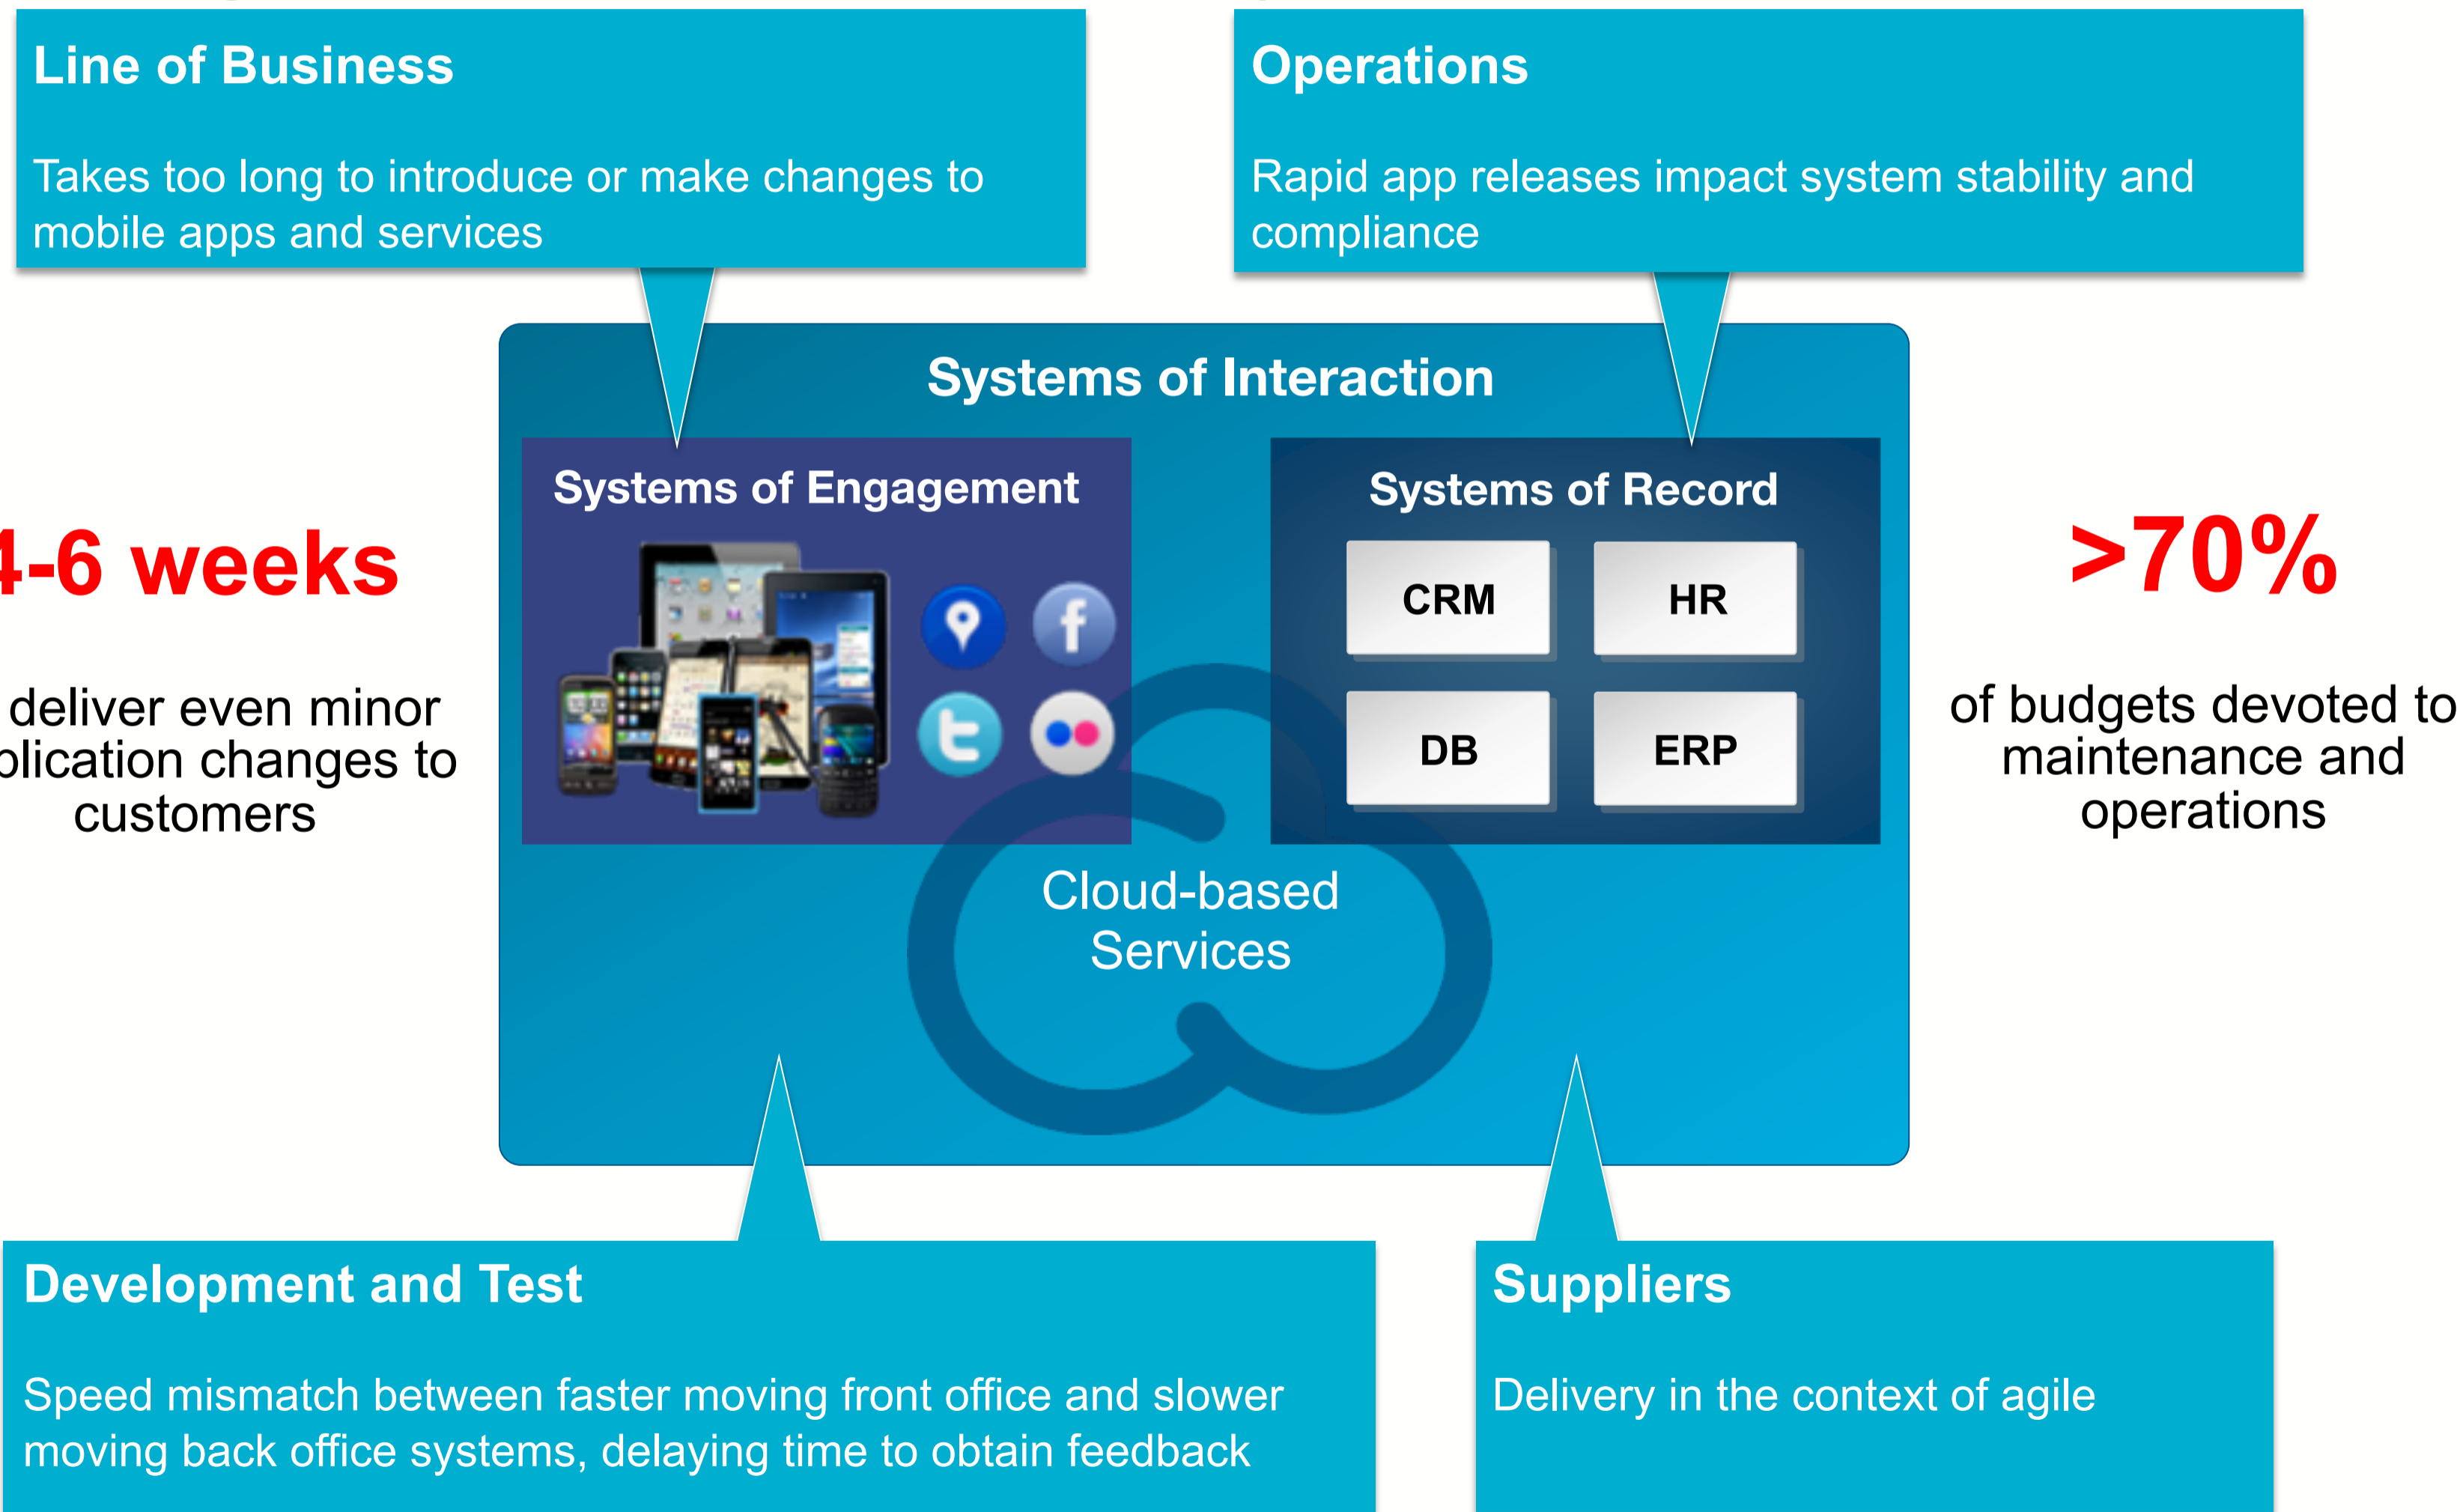 Line of Business
Takes too long to introduce or make changes to
mobile apps and services
Operations
Rapid app releases impact system stability and
compliance
Systems of Interaction
Systems of Engagement
f
t
Systems of Record
CRM
HR
DB
ERP
Cloud-based
Services
4-6 weeks
deliver even minor
changes to
customers
>70%
of budgets devoted to
maintenance and
operations
Development and Test
Speed mismatch between faster moving front office and slower
moving back office systems, delaying time to obtain feedback
Suppliers
Delivery in the context of agile